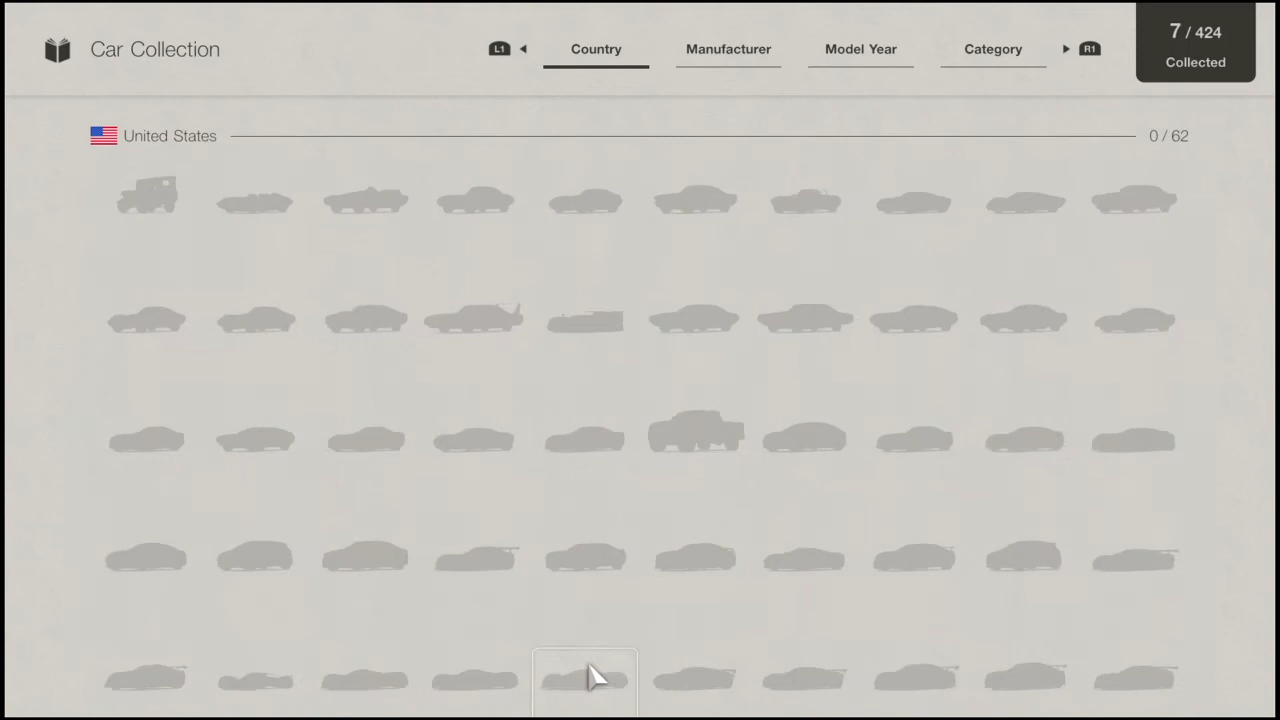 Car Collection
L1 Country Manufacturer Model Year Category R1
7 / 424
Collected
United States 0 / 62